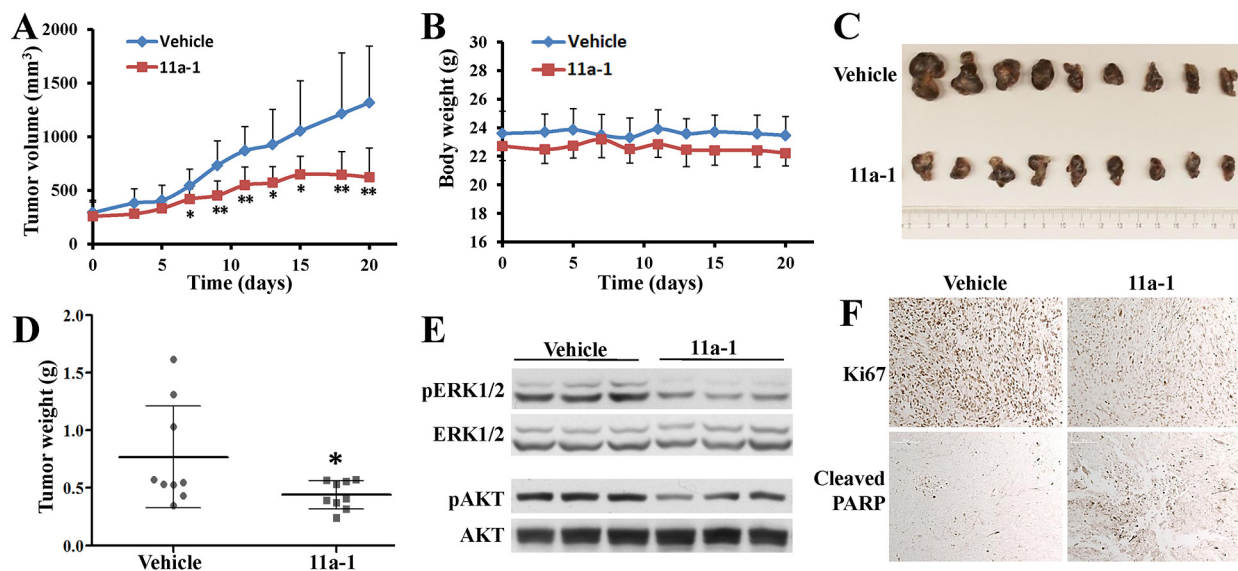 A
Tumor volume (mm³)
2000
1500
1000
500
0
Vehicle
11a-1
*
**
**
*
*
**
**
0
5
10
15
20
Time (days)
B
Body weight (g)
30
28
26
24
22
20
18
16
Vehicle
11a-1
0
5
10
15
20
Time (days)
C
Vehicle
11a-1
D
Tumor weight (g)
2.0
1.5
1.0
0.5
0.0
*
Vehicle
11a-1
E
Vehicle
11a-1
pERK1/2
ERK1/2
pAKT
AKT
F
Vehicle
11a-1
Ki67
Cleaved
PARP